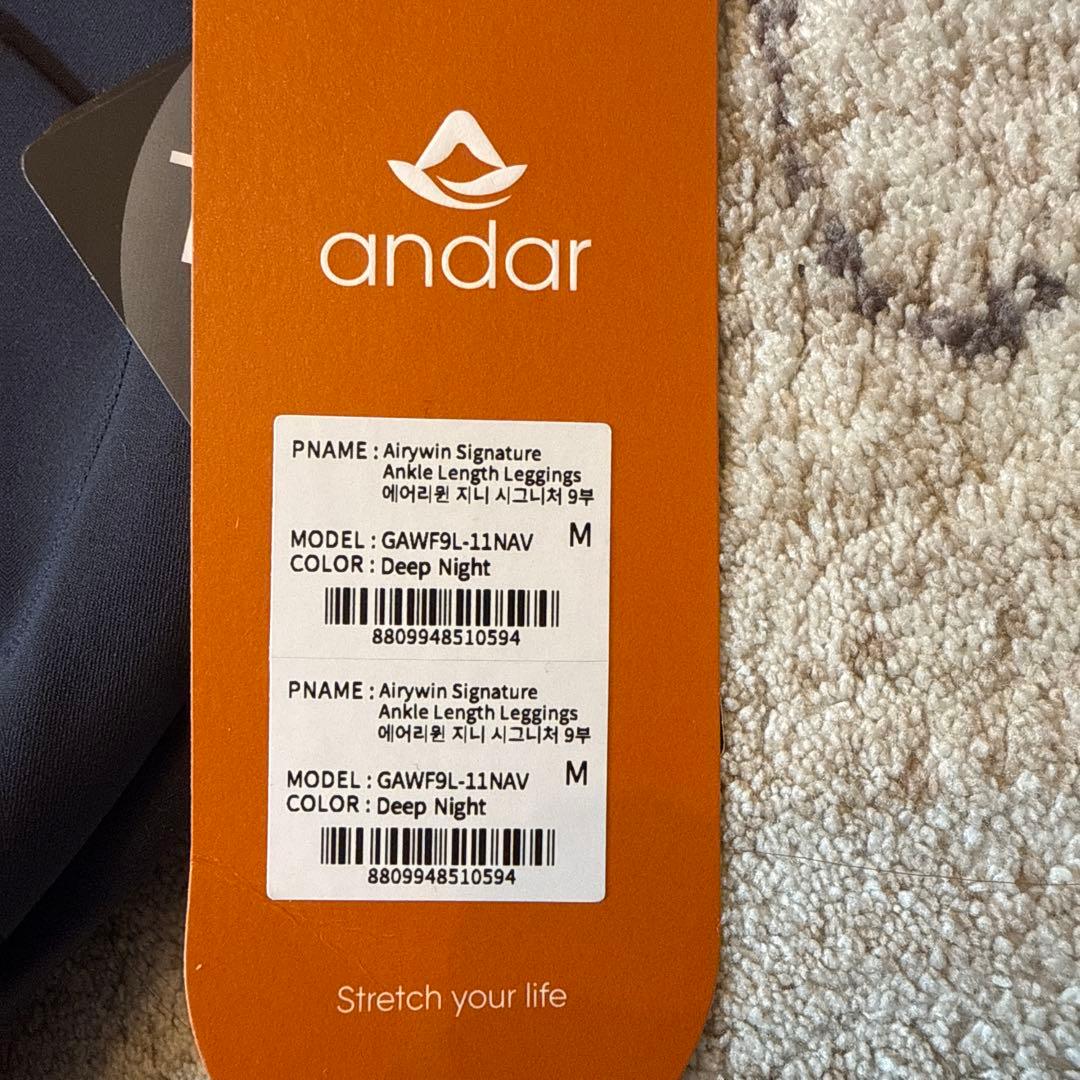 andar
PNAME : Airywin Signature
Ankle Length Leggings
에어리윈 지니 시그니처 9부
MODEL : GAWF9L-11NAV M
COLOR : Deep Night
8809948510594
PNAME : Airywin Signature
Ankle Length Leggings
에어리윈 지니 시그니처 9부
MODEL : GAWF9L-11NAV M
COLOR : Deep Night
8809948510594
Stretch your life